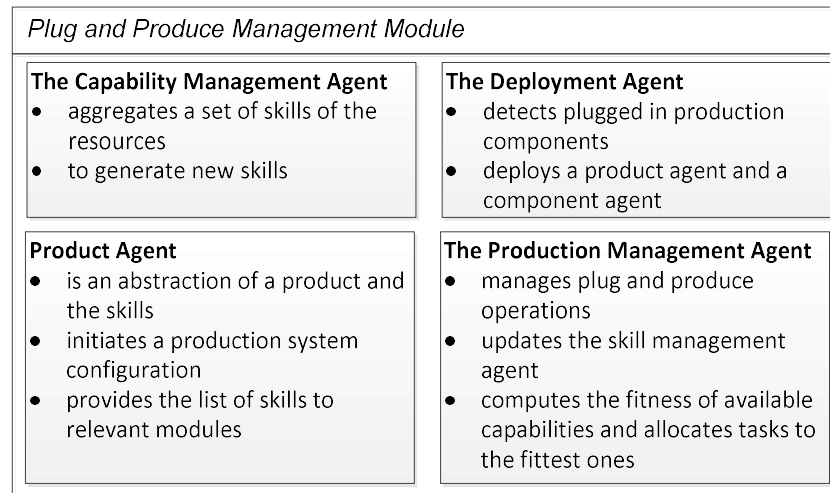 Plug and Produce Management Module
The Capability Management Agent
• aggregates a set of skills of the
resources
• to generate new skills
The Deployment Agent
• detects plugged in production
components
• deploys a product agent and a
component agent
Product Agent
• is an abstraction of a product and
the skills
• initiates a production system
configuration
• provides the list of skills to
relevant modules
The Production Management Agent
• manages plug and produce
operations
• updates the skill management
agent
• computes the fitness of available
capabilities and allocates tasks to
the fittest ones